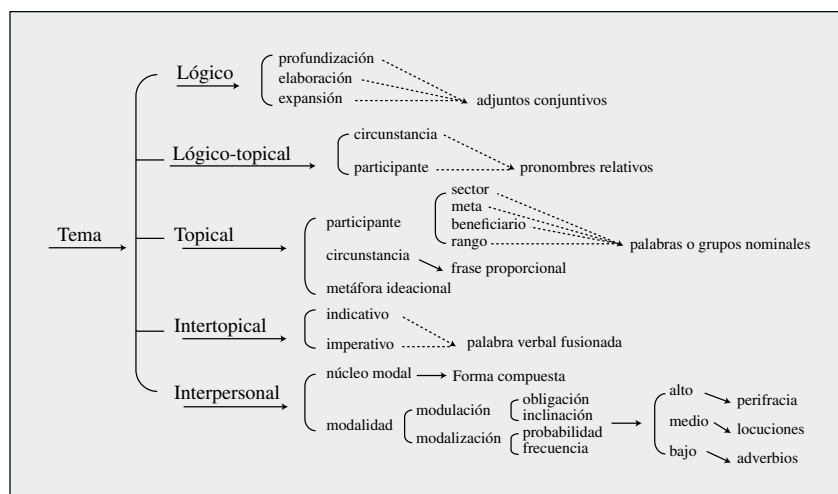 Tema
Lógico
profundización
elaboración
expansión
adjuntos conjuntivos
Lógico-topical
circunstancia
participante
pronombres relativos
Topical
participante
sector
meta
beneficiario
rango
palabras o grupos nominales
circunstancia
frase proporcional
metáfora ideacional
Intertopical
indicativo
imperativo
palabra verbal fusionada
Interpersonal
núcleo modal
Forma compuesta
modalidad
modulación
obligación
inclinación
modalización
probabilidad
frecuencia
alto
perifracia
medio
locuciones
bajo
adverbios